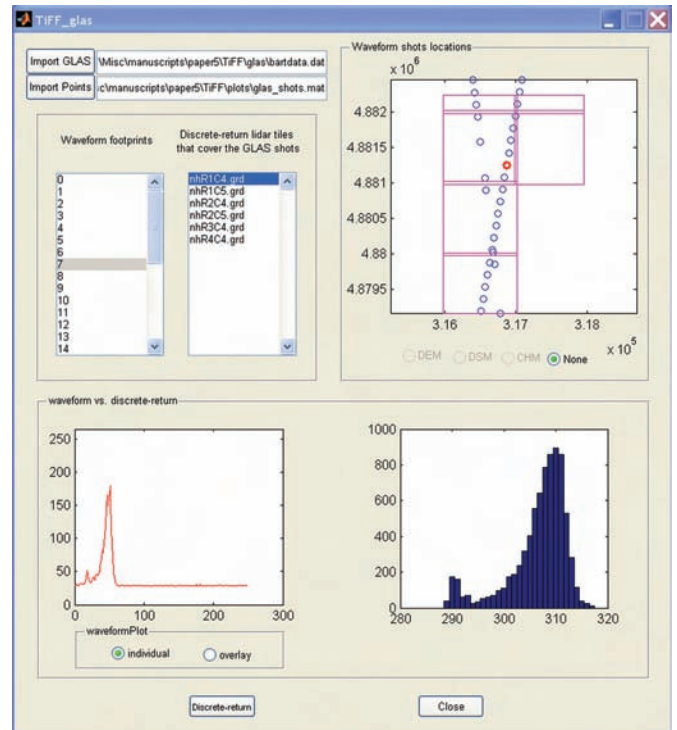 TiFF_glas
Import GLAS \Misc\manuscripts\paper5\TiFF\glas\bartdata.dat
Import Points :c\manuscripts\paper5\TiFF\plots\glas_shots.mat
Waveform footprints
0
1
2
3
4
5
6
7
8
9
10
11
12
13
14
Discrete-return lidar tiles
that cover the GLAS shots
nhR1C4.grd
nhR1C5.grd
nhR2C4.grd
nhR2C5.grd
nhR3C4.grd
nhR4C4.grd
Waveform shots locations
x 10^6
4.882
4.8815
4.881
4.8805
4.88
4.8795
3.16 3.17 3.18
x 10^5
DEM DSM CHM None
waveform vs. discrete-return
250
200
150
100
50
0
0 100 200 300
waveformPlot
individual overlay
1000
800
600
400
200
0
280 290 300 310 320
Discrete-return Close